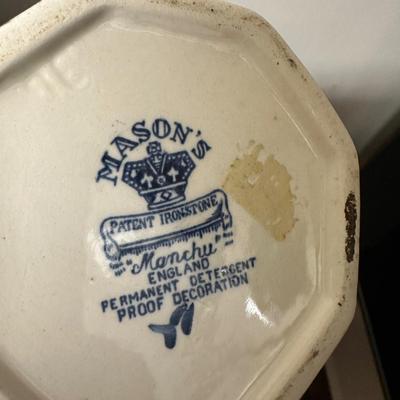 MASON'S
PATENT IRONSTONE
"Manchu"
ENGLAND
PERMANENT DETERGENT
PROOF DECORATION